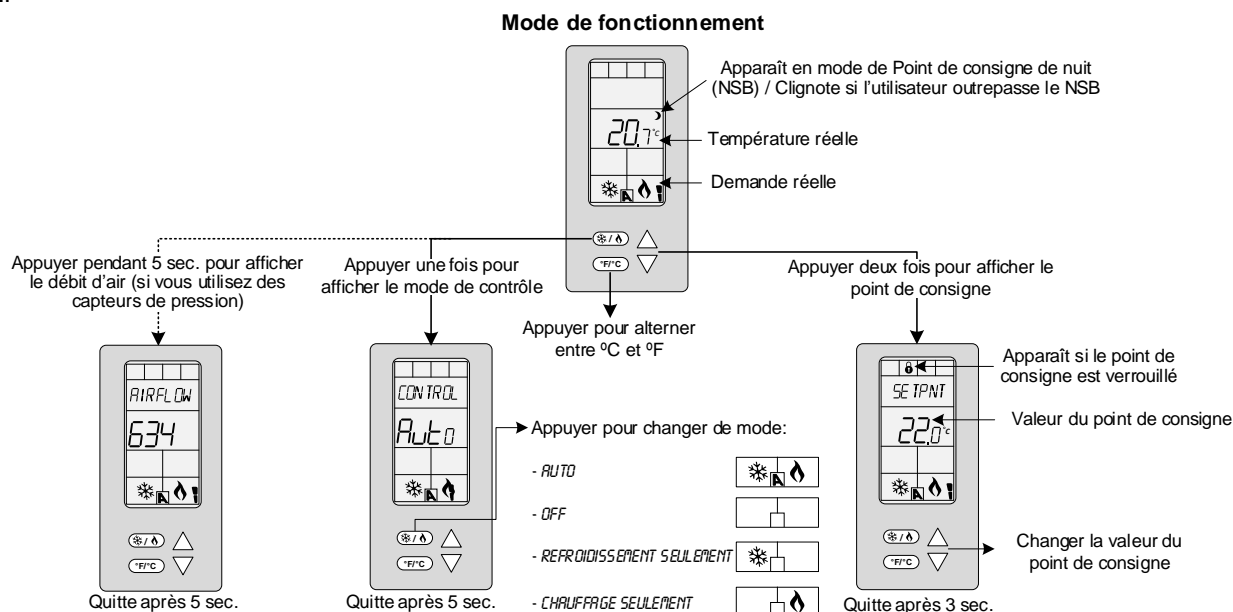 Mode de fonctionnement
Apparaît en mode de Point de consigne de nuit
(NSB) / Clignote si l'utilisateur outrepasse le NSB
20.7°C
Température réelle
Demande réelle
A
❄/🔥
°F/°C
Appuyer pendant 5 sec. pour afficher
le débit d'air (si vous utilisez des
capteurs de pression)
Appuyer une fois pour
afficher le mode de contrôle
Appuyer pour alterner
entre ºC et ºF
Appuyer deux fois pour afficher le
point de consigne
AIRFLOW
634
A
°F/°C
Quitte après 5 sec.
CONTROL
Auto
A
°F/°C
Quitte après 5 sec.
Appuyer pour changer de mode:
- AUTO
A
- OFF
- REFROIDISSEMENT SEULEMENT
- CHAUFFAGE SEULEMENT
Apparaît si le point de
consigne est verrouillé
SETPNT
22.0°C
Valeur du point de consigne
A
°F/°C
Changer la valeur du
point de consigne
Quitte après 3 sec.